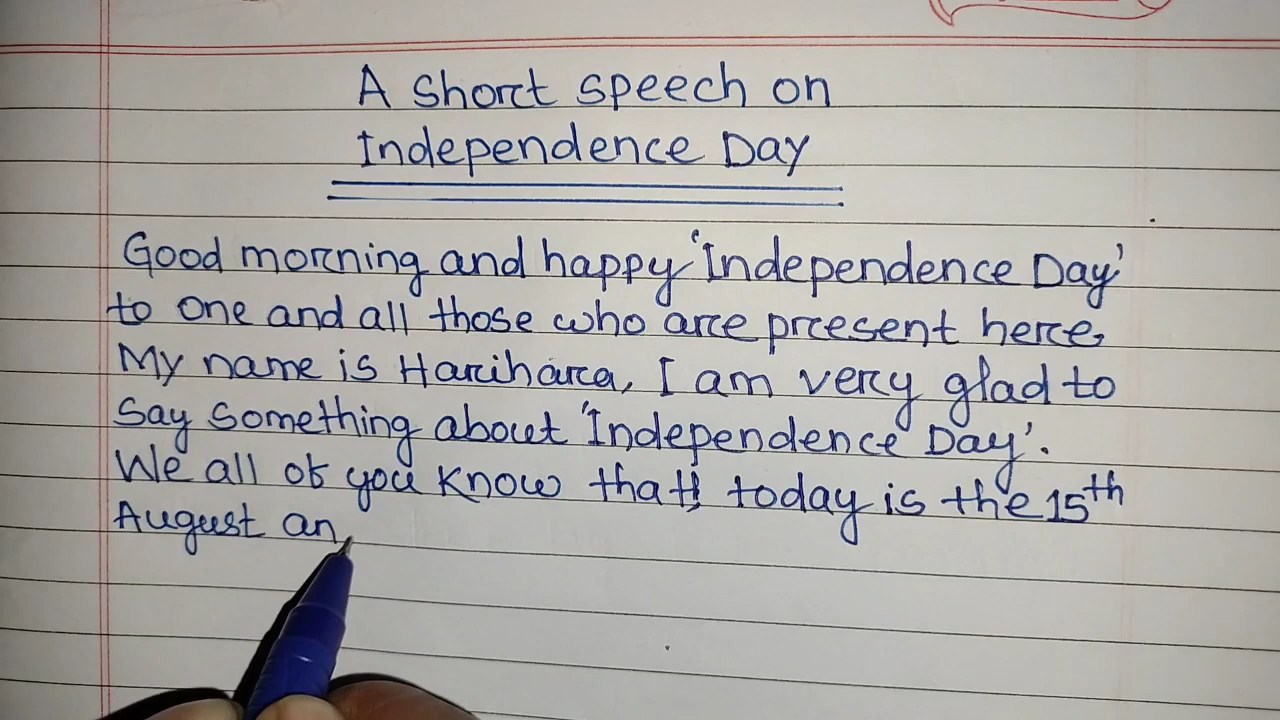 A short speech on
Independence Day
Good morning and happy 'Independence Day'
to one and all those who are present here.
My name is Harihara, I am very glad to
say something about 'Independence Day'.
We all of you know that, today is the 15th
August an